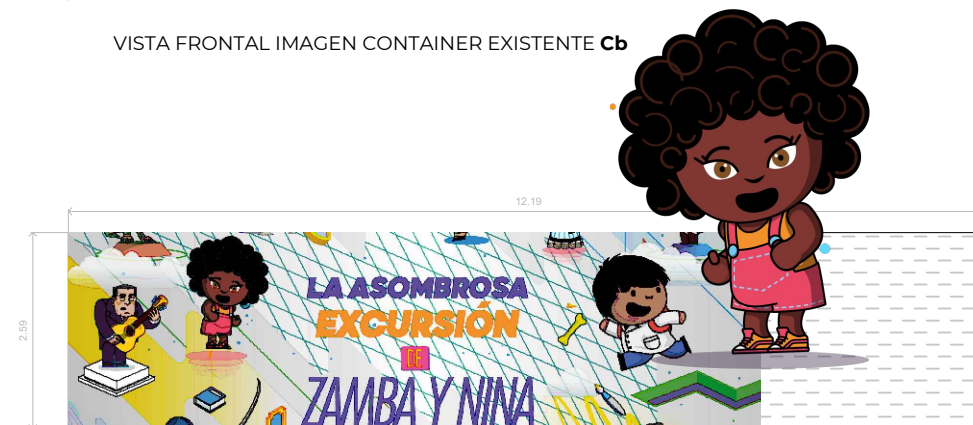 VISTA FRONTAL IMAGEN CONTAINER EXISTENTE Cb
12.19
2.59
LA ASOMBROSA
EXCURSIÓN
DE
ZAMBA Y NINA